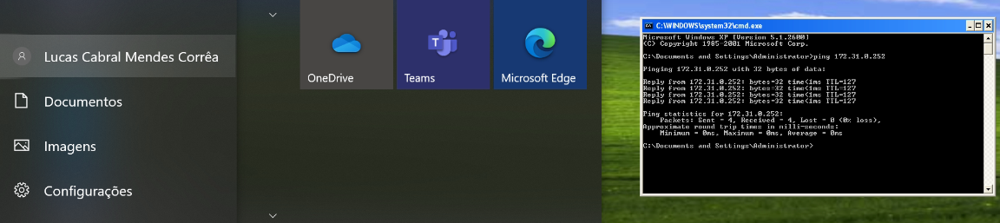 Lucas Cabral Mendes Corrêa
Documentos
Imagens
Configurações
OneDrive
Teams
Microsoft Edge
C:\WINDOWS\system32\cmd.exe
Microsoft Windows XP [Version 5.1.2600]
(C) Copyright 1985-2001 Microsoft Corp.
C:\Documents and Settings\Administrator>ping 172.31.0.252
Pinging 172.31.0.252 with 32 bytes of data:
Reply from 172.31.0.252: bytes=32 time<1ms TTL=127
Reply from 172.31.0.252: bytes=32 time<1ms TTL=127
Reply from 172.31.0.252: bytes=32 time<1ms TTL=127
Reply from 172.31.0.252: bytes=32 time<1ms TTL=127
Ping statistics for 172.31.0.252:
Packets: Sent = 4, Received = 4, Lost = 0 (0% loss),
Approximate round trip times in milli-seconds:
Minimum = 0ms, Maximum = 0ms, Average = 0ms
C:\Documents and Settings\Administrator>